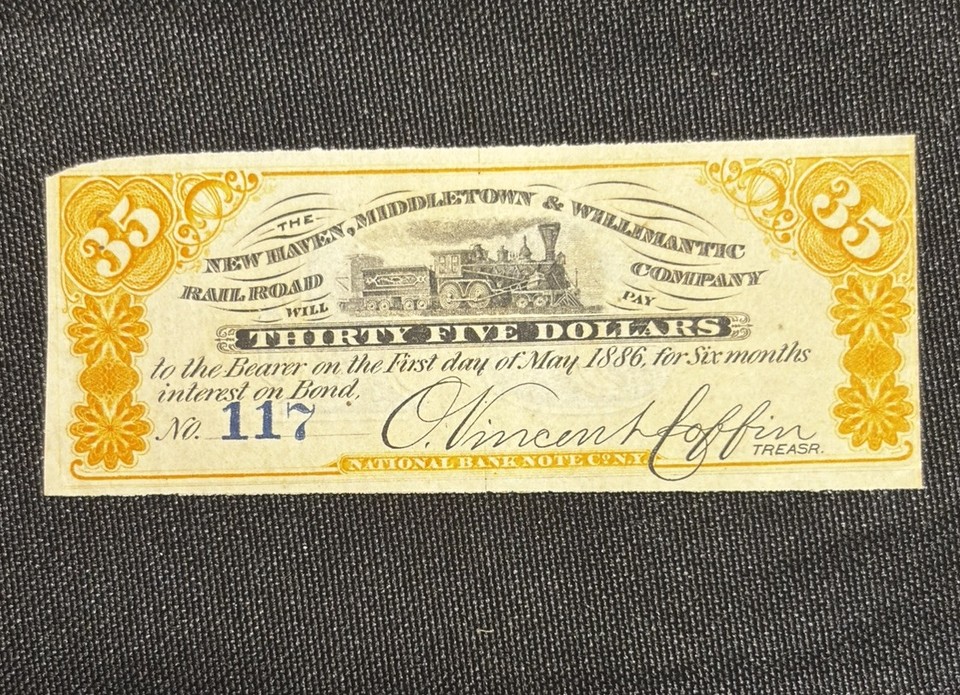 35 35
THE
NEW HAVEN, MIDDLETOWN & WILLIMANTIC
RAILROAD COMPANY
WILL PAY
THIRTY FIVE DOLLARS
to the Bearer on the First day of May 1886, for Six months
interest on Bond,
No. 117 O. Vincent Coffin
TREASR.
NATIONAL BANK NOTE Co. N.Y.